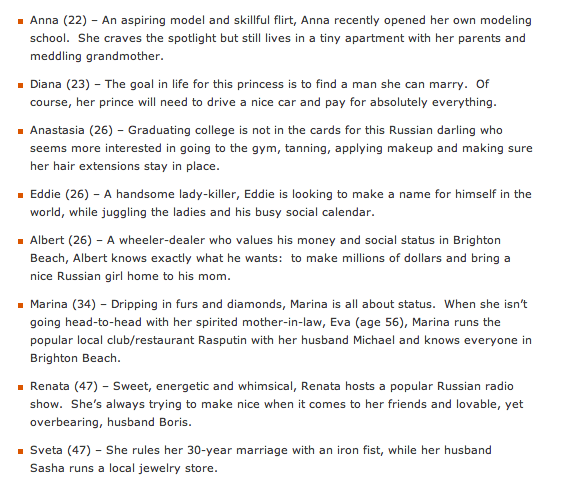 Anna (22) – An aspiring model and skillful flirt, Anna recently opened her own modeling
school.  She craves the spotlight but still lives in a tiny apartment with her parents and
meddling grandmother.
Diana (23) – The goal in life for this princess is to find a man she can marry.  Of
course, her prince will need to drive a nice car and pay for absolutely everything.
Anastasia (26) – Graduating college is not in the cards for this Russian darling who
seems more interested in going to the gym, tanning, applying makeup and making sure
her hair extensions stay in place.
Eddie (26) – A handsome lady-killer, Eddie is looking to make a name for himself in the
world, while juggling the ladies and his busy social calendar.
Albert (26) – A wheeler-dealer who values his money and social status in Brighton
Beach, Albert knows exactly what he wants:  to make millions of dollars and bring a
nice Russian girl home to his mom.
Marina (34) – Dripping in furs and diamonds, Marina is all about status.  When she isn't
going head-to-head with her spirited mother-in-law, Eva (age 56), Marina runs the
popular local club/restaurant Rasputin with her husband Michael and knows everyone in
Brighton Beach.
Renata (47) – Sweet, energetic and whimsical, Renata hosts a popular Russian radio
show.  She's always trying to make nice when it comes to her friends and lovable, yet
overbearing, husband Boris.
Sveta (47) – She rules her 30-year marriage with an iron fist, while her husband
Sasha runs a local jewelry store.